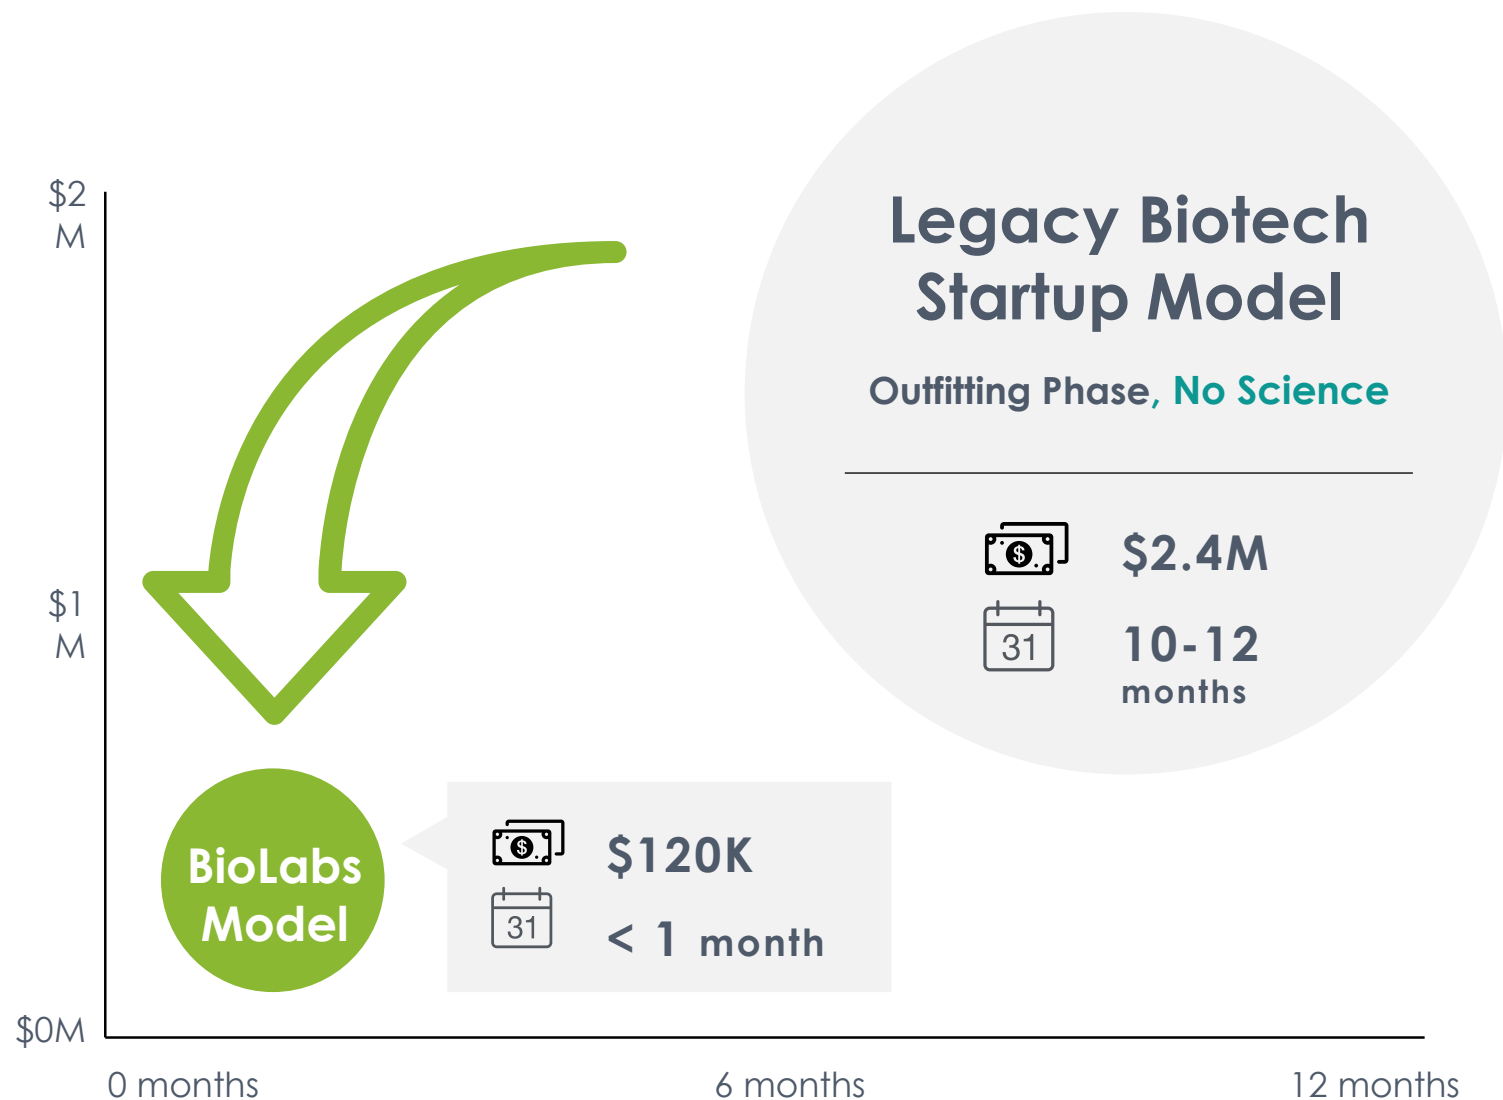 $2
M
Legacy Biotech
Startup Model
Outfitting Phase, No Science
$
$2.4M
31
10-12
months
$1
M
BioLabs
Model
$
$120K
31
< 1 month
$0M
0 months
6 months
12 months